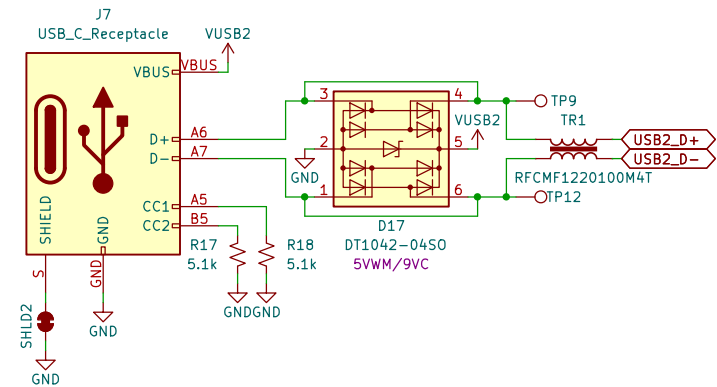 J7
USB_C_Receptacle
VUSB2
VBUS
VBUS
3
4
TP9
VUSB2
TR1
D+
A6
USB2_D+
2
5
D-
A7
USB2_D-
GND
RFCMF1220100M4T
1
6
TP12
CC1
A5
CC2
B5
D17
SHIELD
GND
R17
5.1k
R18
5.1k
DT1042-04SO
5VWM/9VC
S
GND
GND
GND
SHLD2
GND
GND